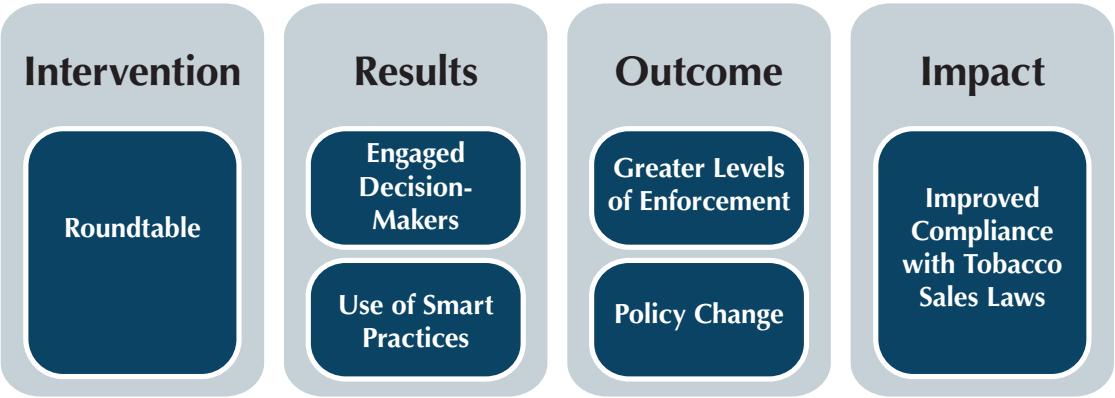 Intervention
Roundtable
Results
Engaged
Decision-
Makers
Use of Smart
Practices
Outcome
Greater Levels
of Enforcement
Policy Change
Impact
Improved
Compliance
with Tobacco
Sales Laws